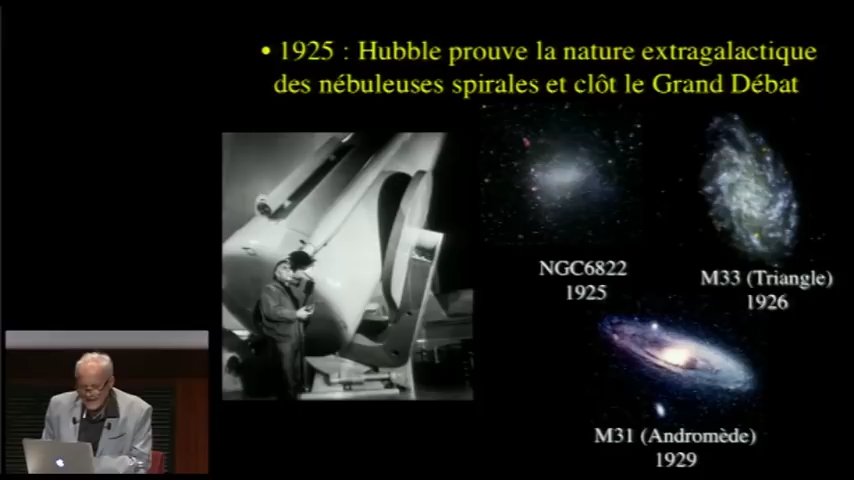 • 1925 : Hubble prouve la nature extragalactique
des nébuleuses spirales et clôt le Grand Débat
NGC6822
1925
M33 (Triangle)
1926
M31 (Andromède)
1929